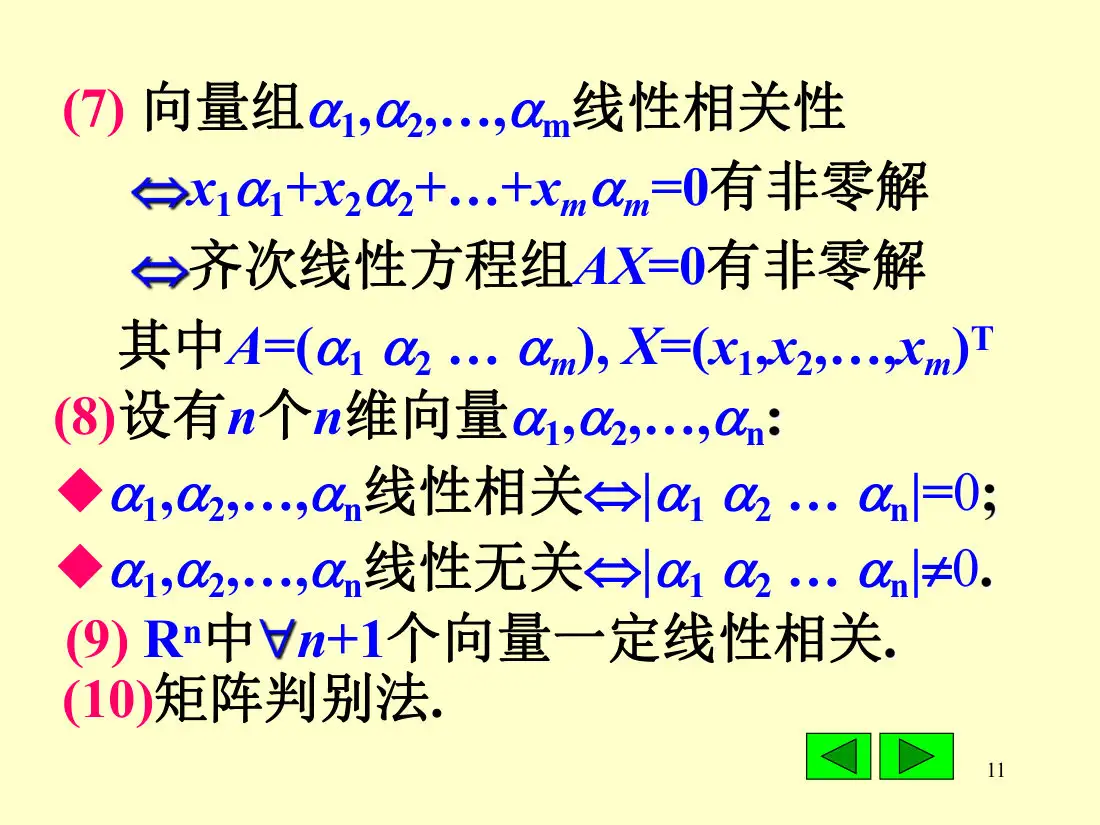 (7) 向量组α₁,α₂,…,αₘ线性相关性
⇔x₁α₁+x₂α₂+…+xₘαₘ=0有非零解
⇔齐次线性方程组AX=0有非零解
其中A=(α₁ α₂ … αₘ), X=(x₁,x₂,…,xₘ)ᵀ
(8)设有n个n维向量α₁,α₂,…,αₙ:
◆α₁,α₂,…,αₙ线性相关⇔|α₁ α₂ … αₙ|=0;
◆α₁,α₂,…,αₙ线性无关⇔|α₁ α₂ … αₙ|≠0.
(9) Rⁿ中∀n+1个向量一定线性相关.
(10)矩阵判别法.
11